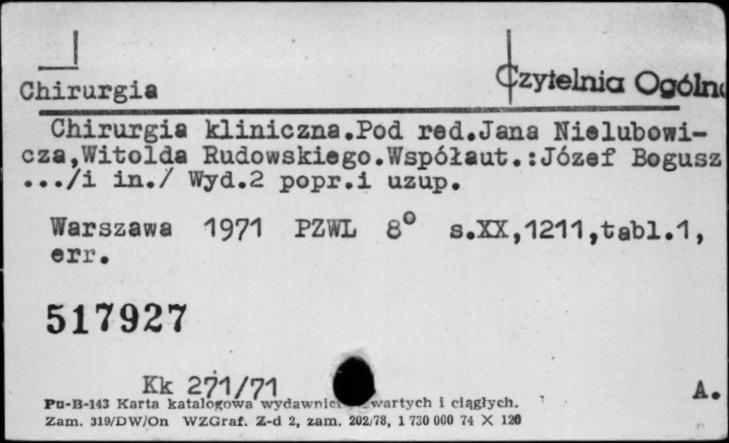 Chirurgia
Czytelnia Ogóln
Chirurgia kliniczna.Pod red.Jana Nielubowi-
cza,Witolda Rudowskiego.Współaut.:Józef Bogusz
.../i in./ Wyd.2 popr.i uzup.
Warszawa 1971 PZWL 8° s.XX,1211,tabl.1,
err.
517927
Kk 271/71
A.
Pu-B-143 Karta katalogowa wydawnic wartych i ciągłych.
Zam. 319/DW/On WZGraf. Z-d 2, zam. 202/78, 1 730 000 74 X 120